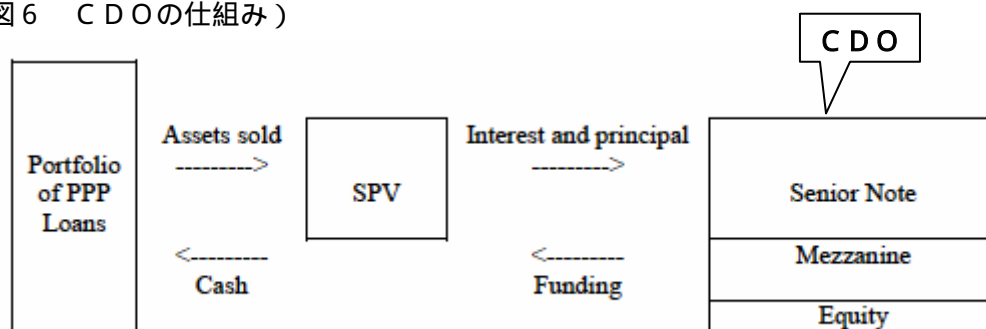 図６　ＣＤＯの仕組み）
ＣＤＯ
Portfolio
of PPP
Loans
Assets sold
--------->
<---------
Cash
SPV
Interest and principal
--------->
<---------
Funding
Senior Note
Mezzanine
Equity